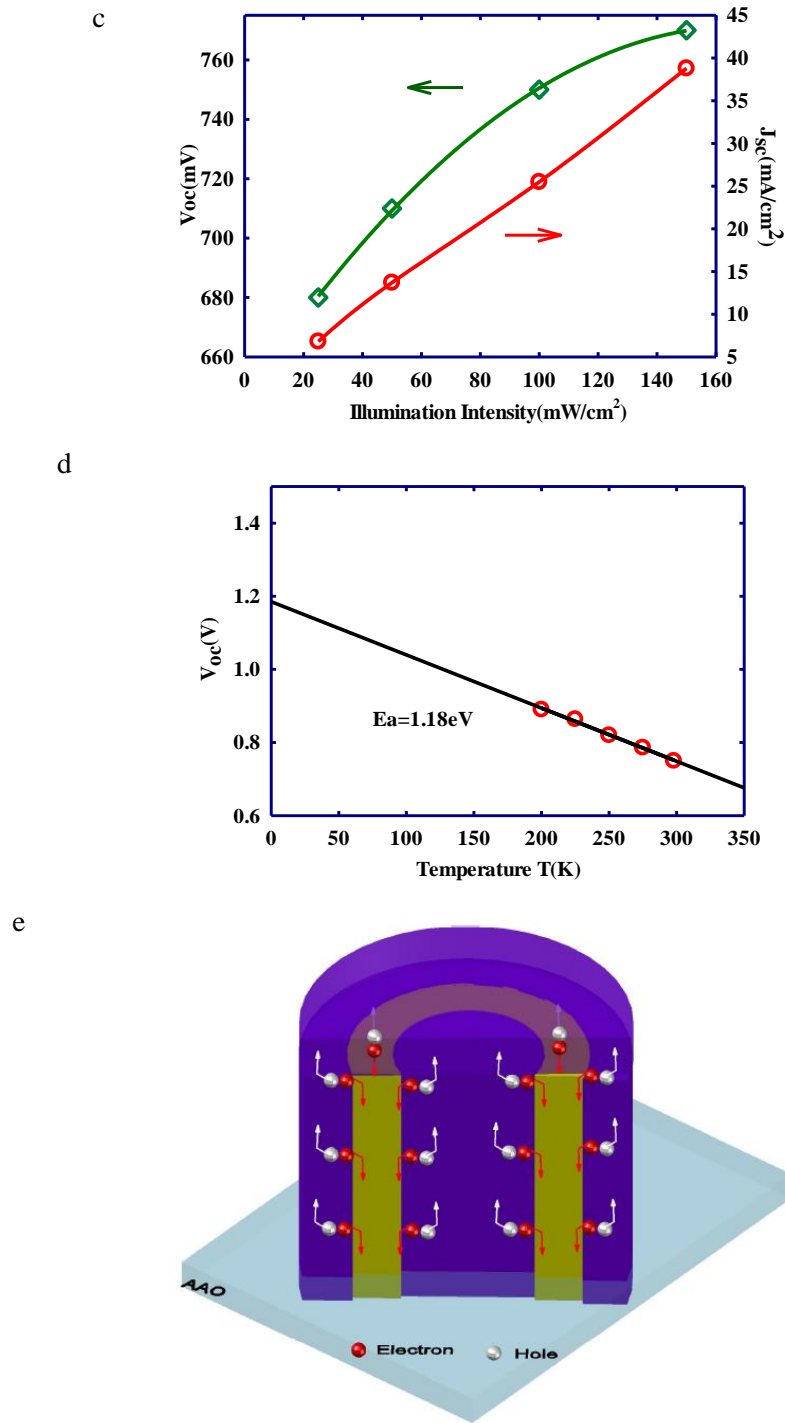 c
45
760
40
740
35
Voc(mV)
30
Jsc(mA/cm2)
720
25
700
20
15
680
10
660
5
0 20 40 60 80 100 120 140 160
Illumination Intensity(mW/cm2)
d
1.4
1.2
VOC(V)
1.0
Ea=1.18eV
0.8
0.6
0 50 100 150 200 250 300 350
Temperature T(K)
e
AAO
Electron Hole